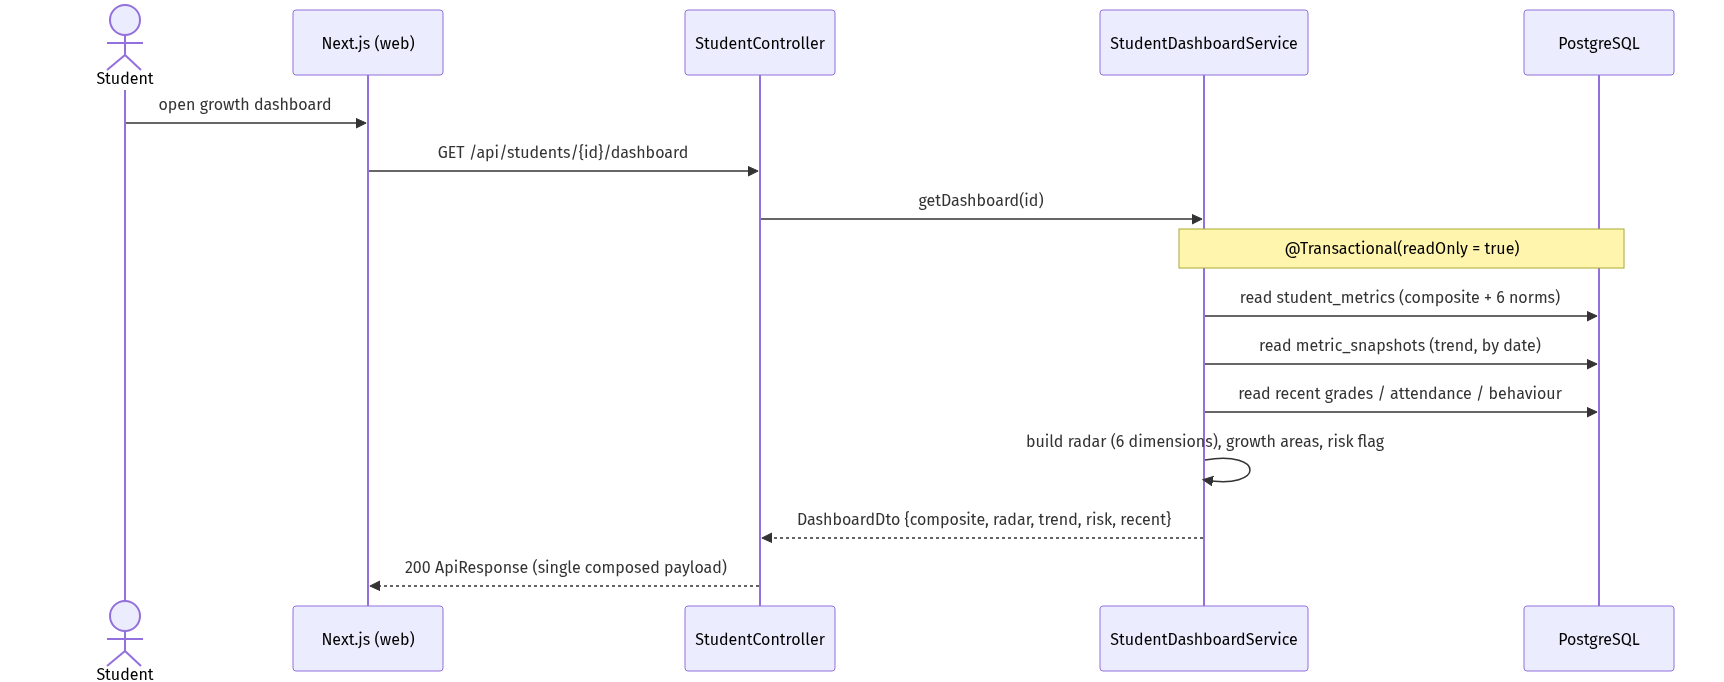 Student
Next.js (web)
StudentController
StudentDashboardService
PostgreSQL
open growth dashboard
GET /api/students/{id}/dashboard
getDashboard(id)
@Transactional(readOnly = true)
read student_metrics (composite + 6 norms)
read metric_snapshots (trend, by date)
read recent grades / attendance / behaviour
build radar (6 dimensions), growth areas, risk flag
DashboardDto {composite, radar, trend, risk, recent}
200 ApiResponse (single composed payload)
Student
Next.js (web)
StudentController
StudentDashboardService
PostgreSQL